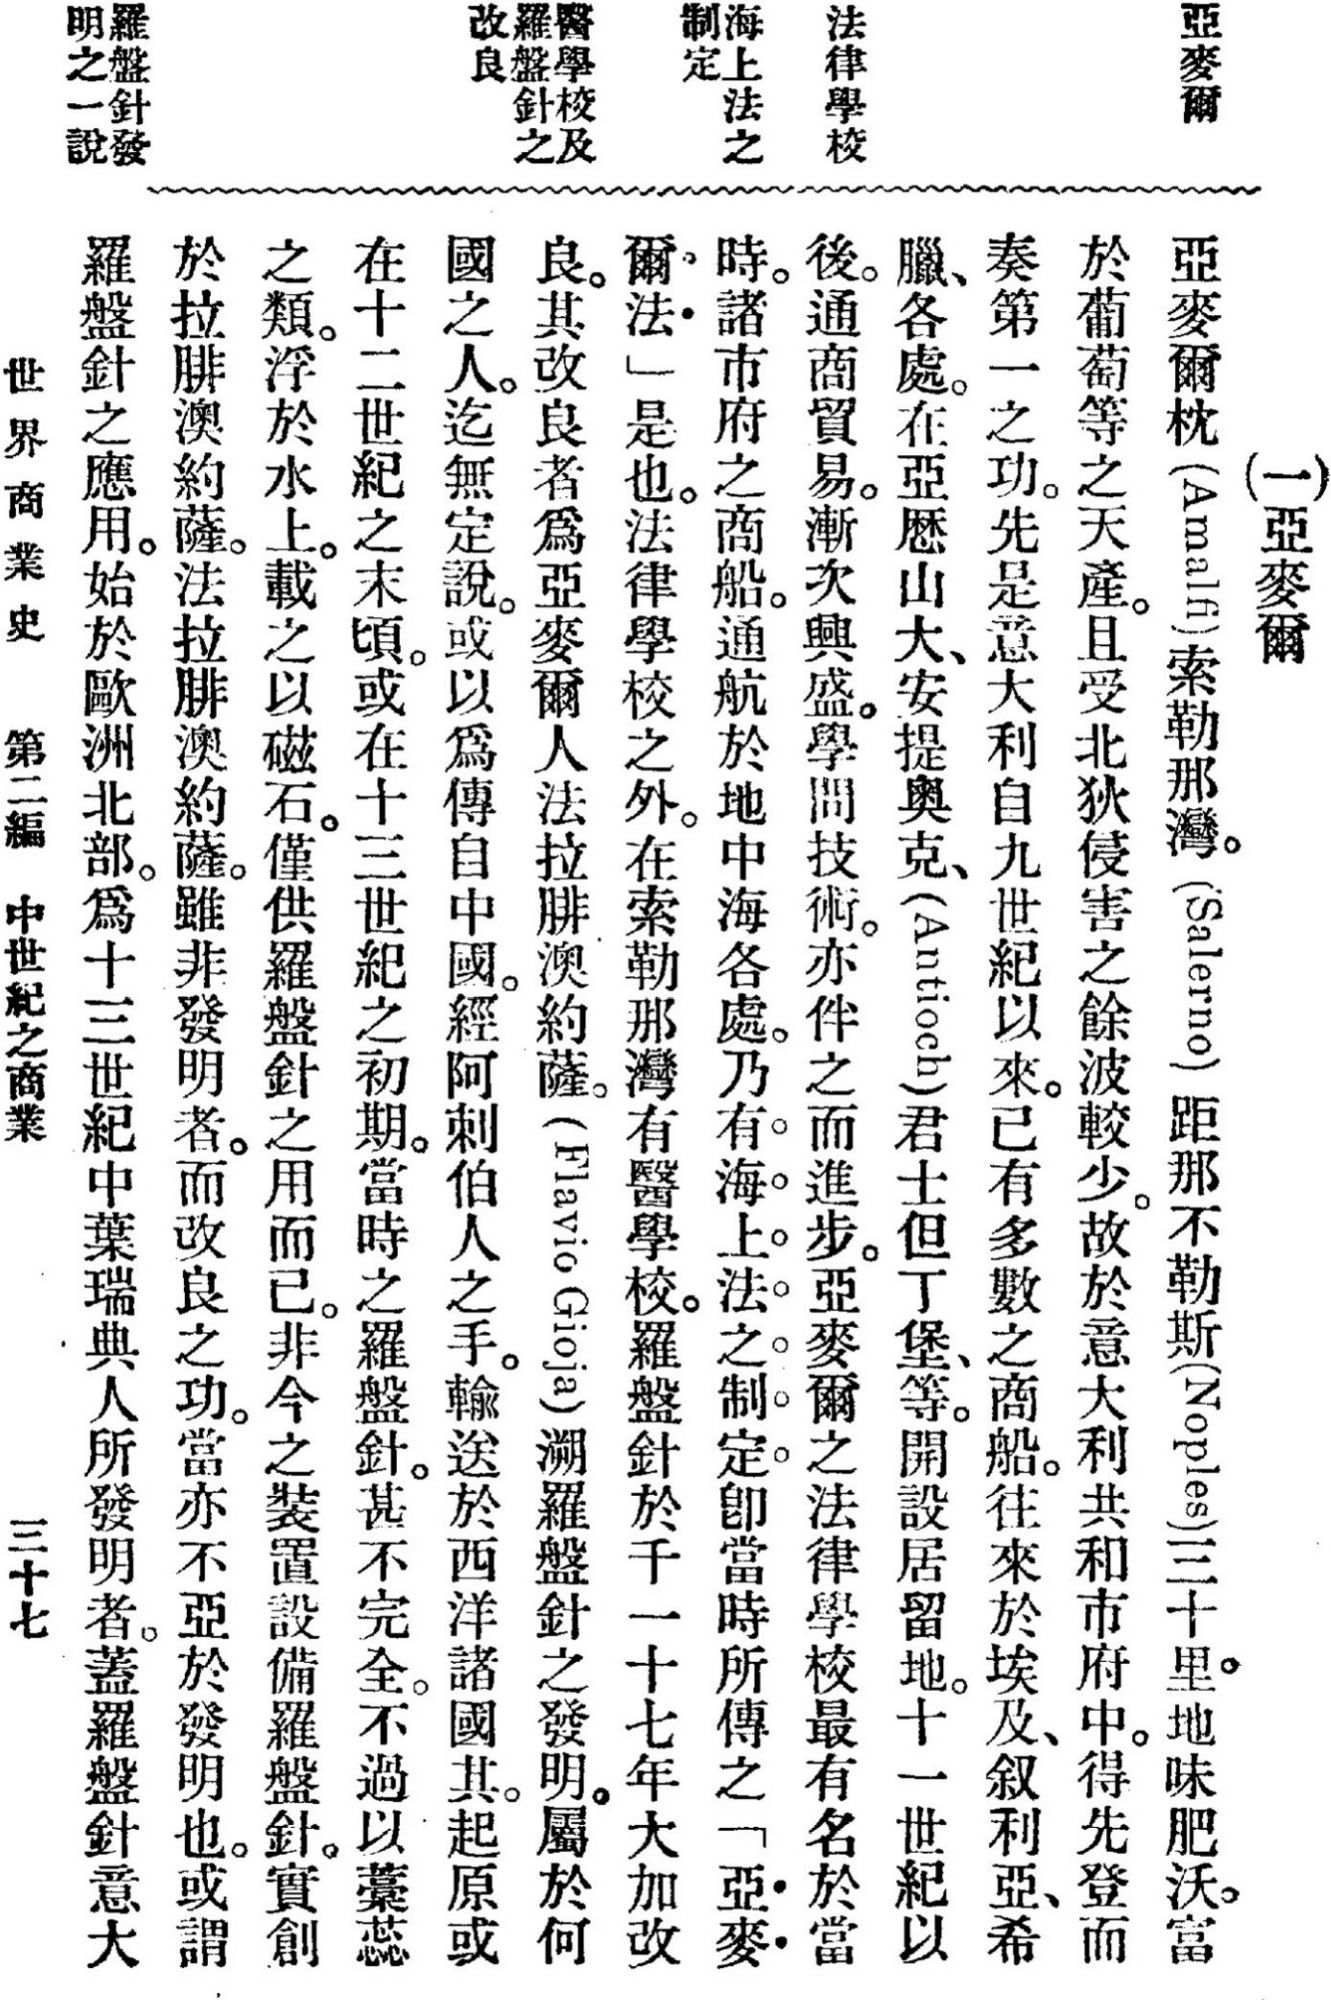 亞麥爾
法律學校
海上法之
制定
醫學校及
羅盤針之
改良
羅盤針發
明之一說
(一)亞麥爾
亞麥爾枕(Amalfi)索勒那灣。(Salerno)距那不勒斯(Noples)三十里。地味肥沃。富
於葡萄等之天產。且受北狄侵害之餘波較少。故於意大利共和市府中。得先登而
奏第一之功。先是意大利自九世紀以來。已有多數之商船。往來於埃及、叙利亞、希
臘、各處。在亞歷山大、安提奧克、(Antioch)君士但丁堡、等。開設居留地。十一世紀以
後。通商貿易。漸次興盛。學問技術。亦伴之而進步。亞麥爾之法律學校最有名於當
時。諸市府之商船。通航於地中海各處。乃有海上法之制定卽當時所傳之「亞麥
爾法」是也。法律學校之外。在索勒那灣有醫學校。羅盤針於千一十七年大加改
良。其改良者爲亞麥爾人法拉腓澳約薩。(Flavio Gioja)溯羅盤針之發明。屬於何
國之人。迄無定說。或以爲傳自中國。經阿刺伯人之手。輸送於西洋諸國其。起原或
在十二世紀之末頃。或在十三世紀之初期。當時之羅盤針。甚不完全。不過以藁蕊
之類。浮於水上。載之以磁石。僅供羅盤針之用而已。非今之裝置設備羅盤針。實創
於拉腓澳約薩。法拉腓澳約薩。雖非發明者。而改良之功。當亦不亞於發明也。或謂
羅盤針之應用。始於歐洲北部。爲十三世紀中葉瑞典人所發明者。蓋羅盤針意大
世界商業史　第二編　中世紀之商業　三十七